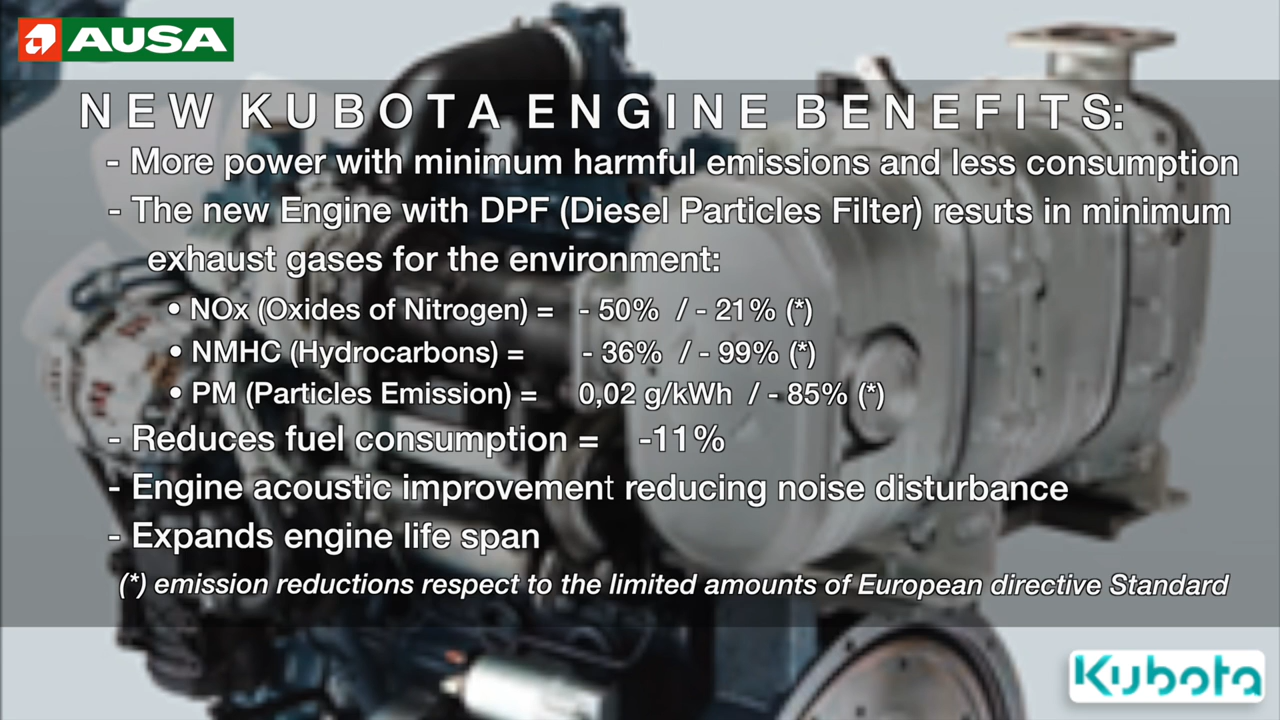 AUSA
NEW KUBOTA ENGINE BENEFITS:
- More power with minimum harmful emissions and less consumption
- The new Engine with DPF (Diesel Particles Filter) resuts in minimum
exhaust gases for the environment:
• NOx (Oxides of Nitrogen) = - 50% / - 21% (*)
• NMHC (Hydrocarbons) = - 36% / - 99% (*)
• PM (Particles Emission) = 0,02 g/kWh / - 85% (*)
- Reduces fuel consumption = -11%
- Engine acoustic improvement reducing noise disturbance
- Expands engine life span
(*) emission reductions respect to the limited amounts of European directive Standard
Kubota